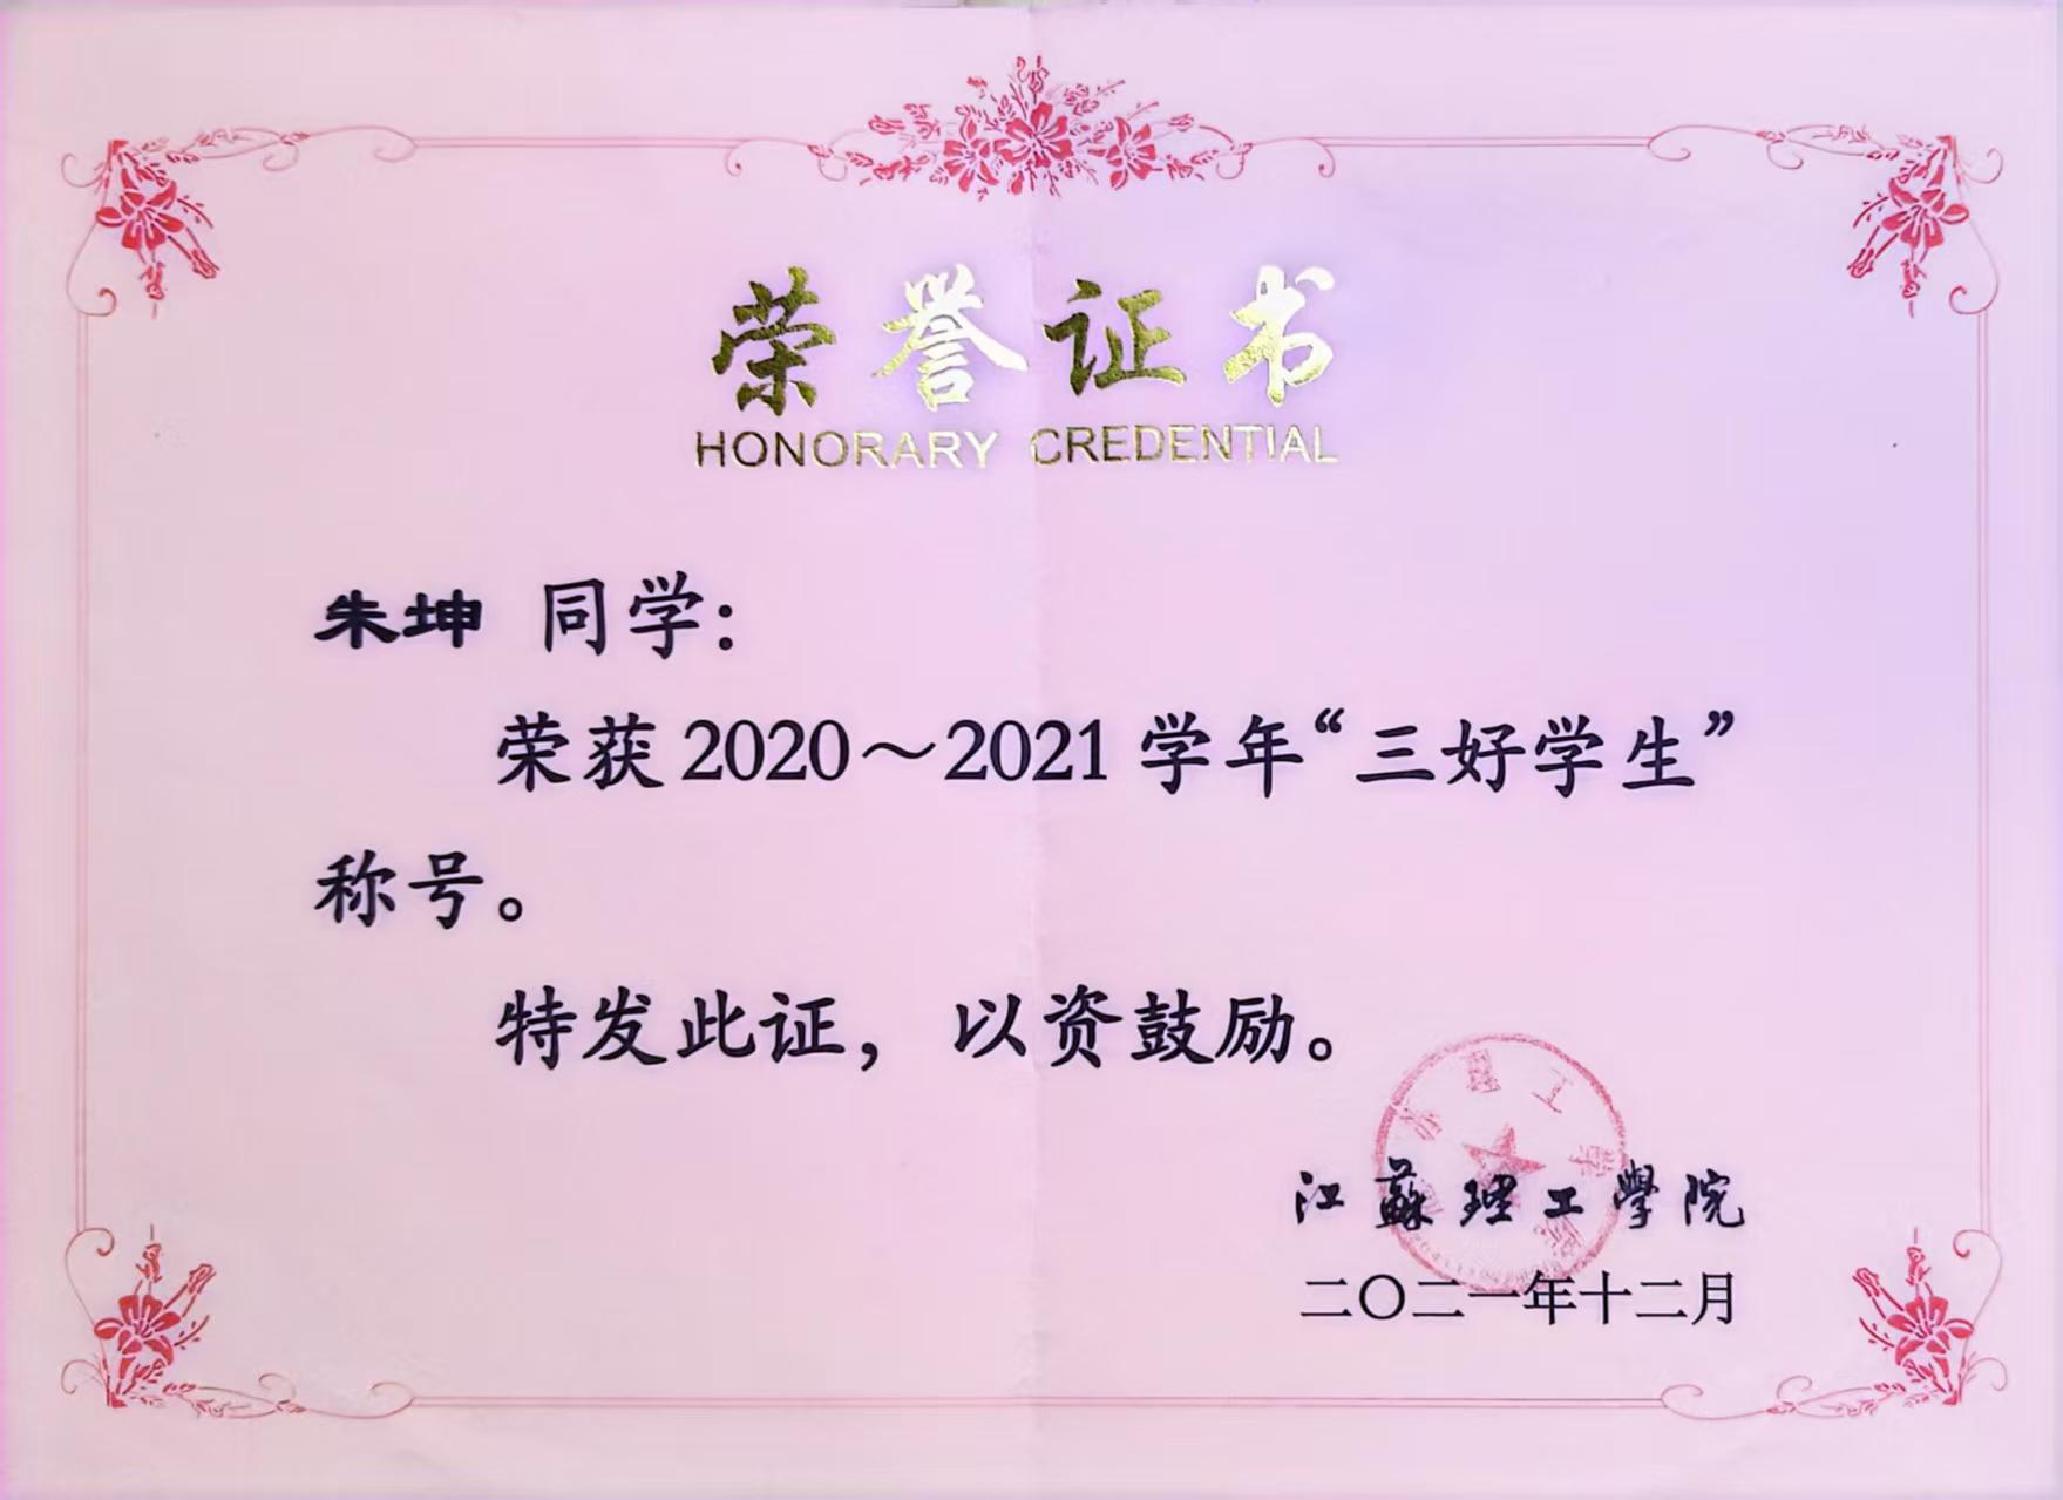 荣誉证书
HONORARY CREDENTIAL
朱坤 同学：
荣获2020～2021学年“三好学生”
称号。
特发此证，以资鼓励。
江蘇理工學院
二〇二一年十二月